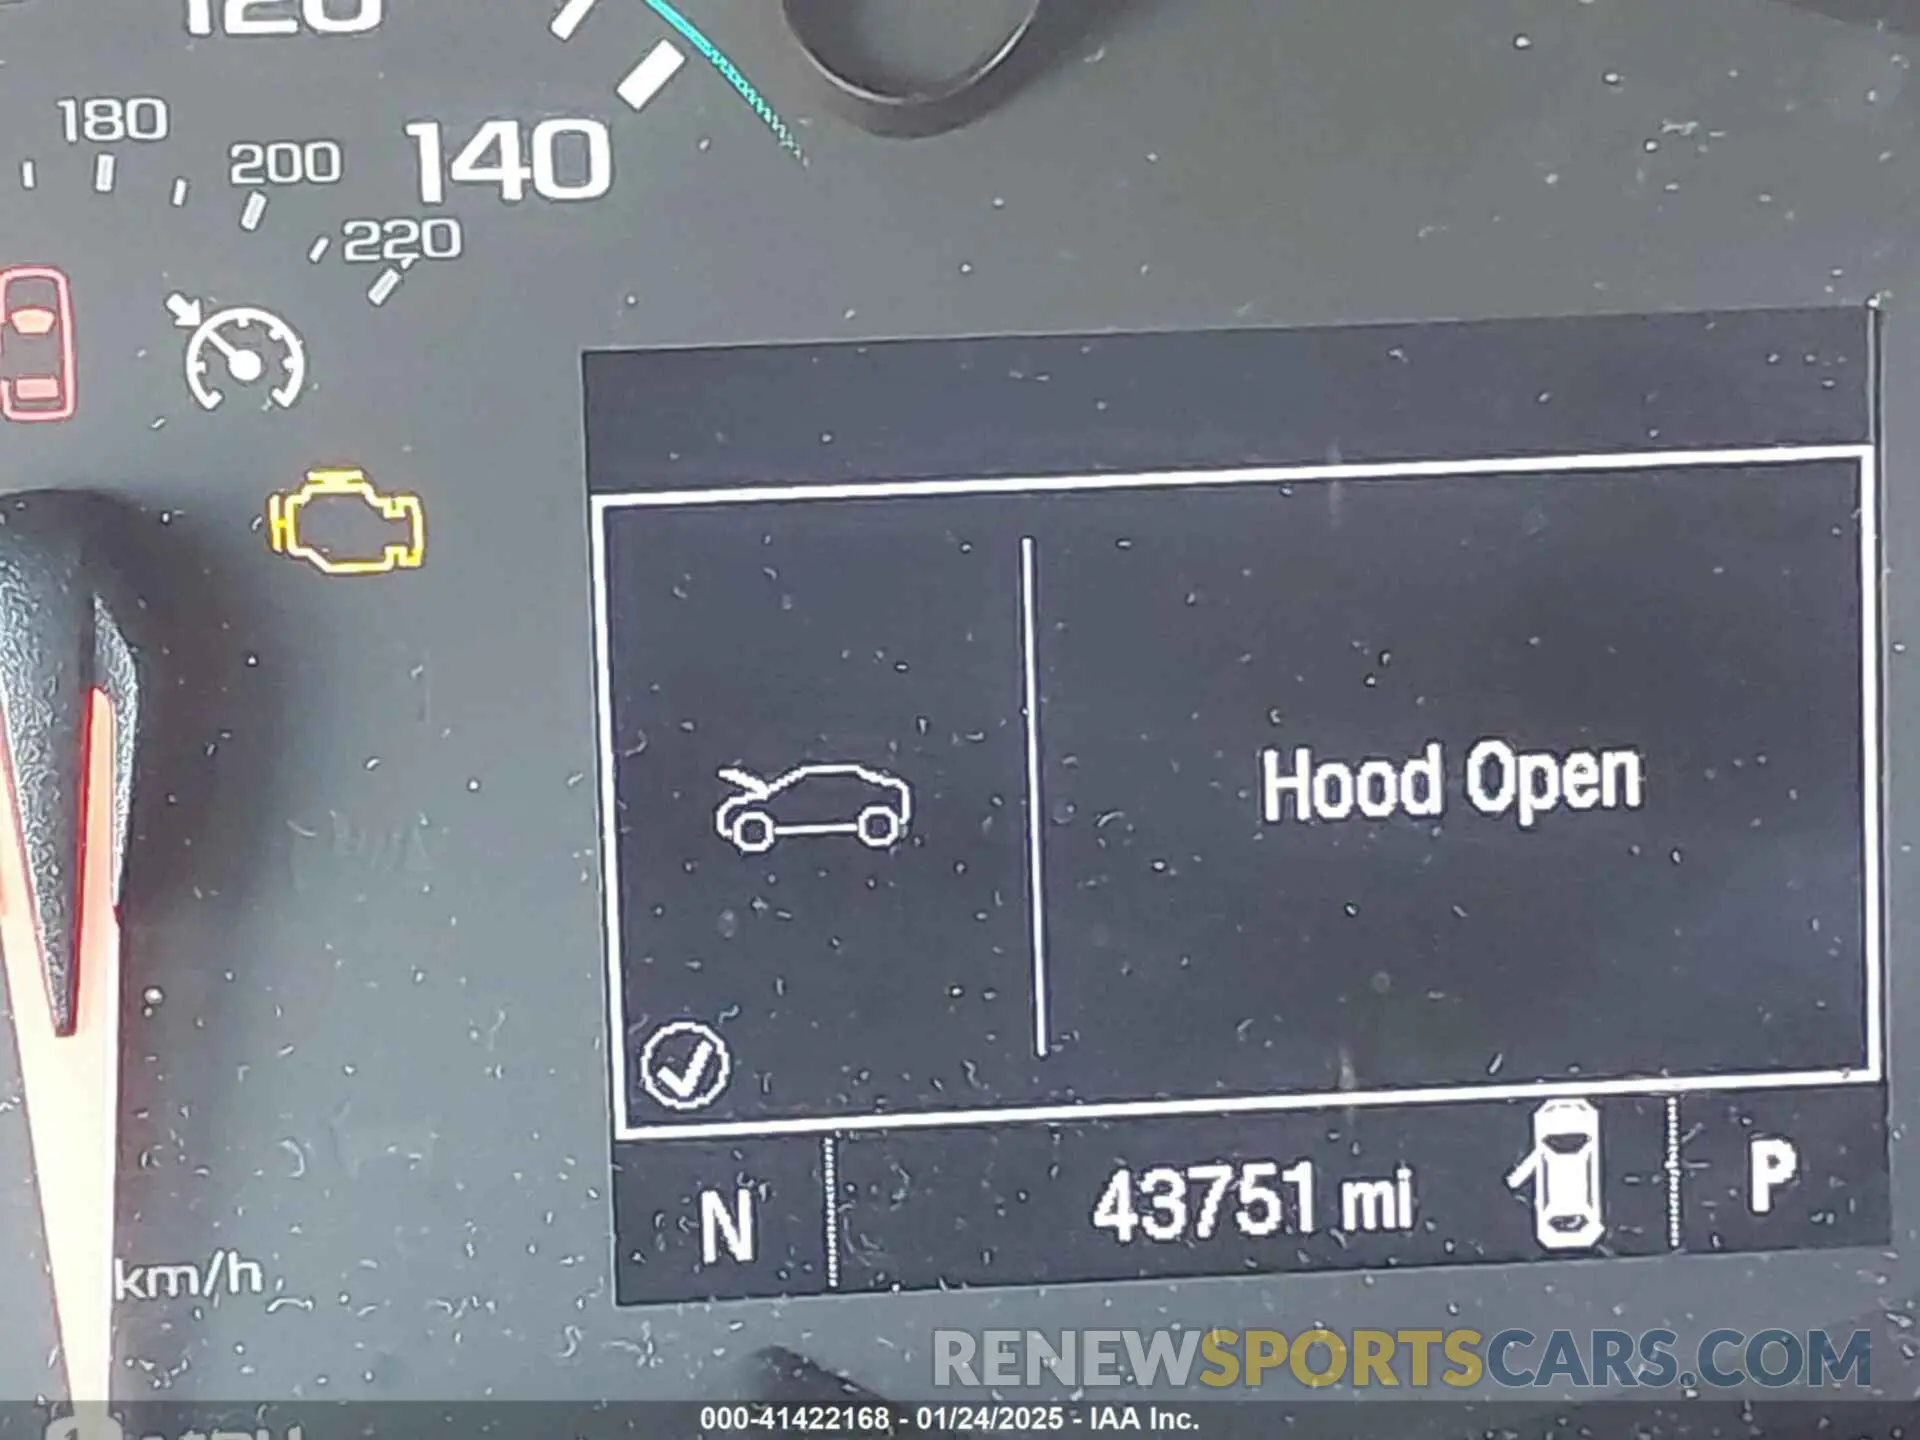 120
180
200
140
220
Hood Open
N
43751 mi
P
km/h
RENEWSPORTSCARS.COM
000-41422168 - 01/24/2025 - IAA Inc.